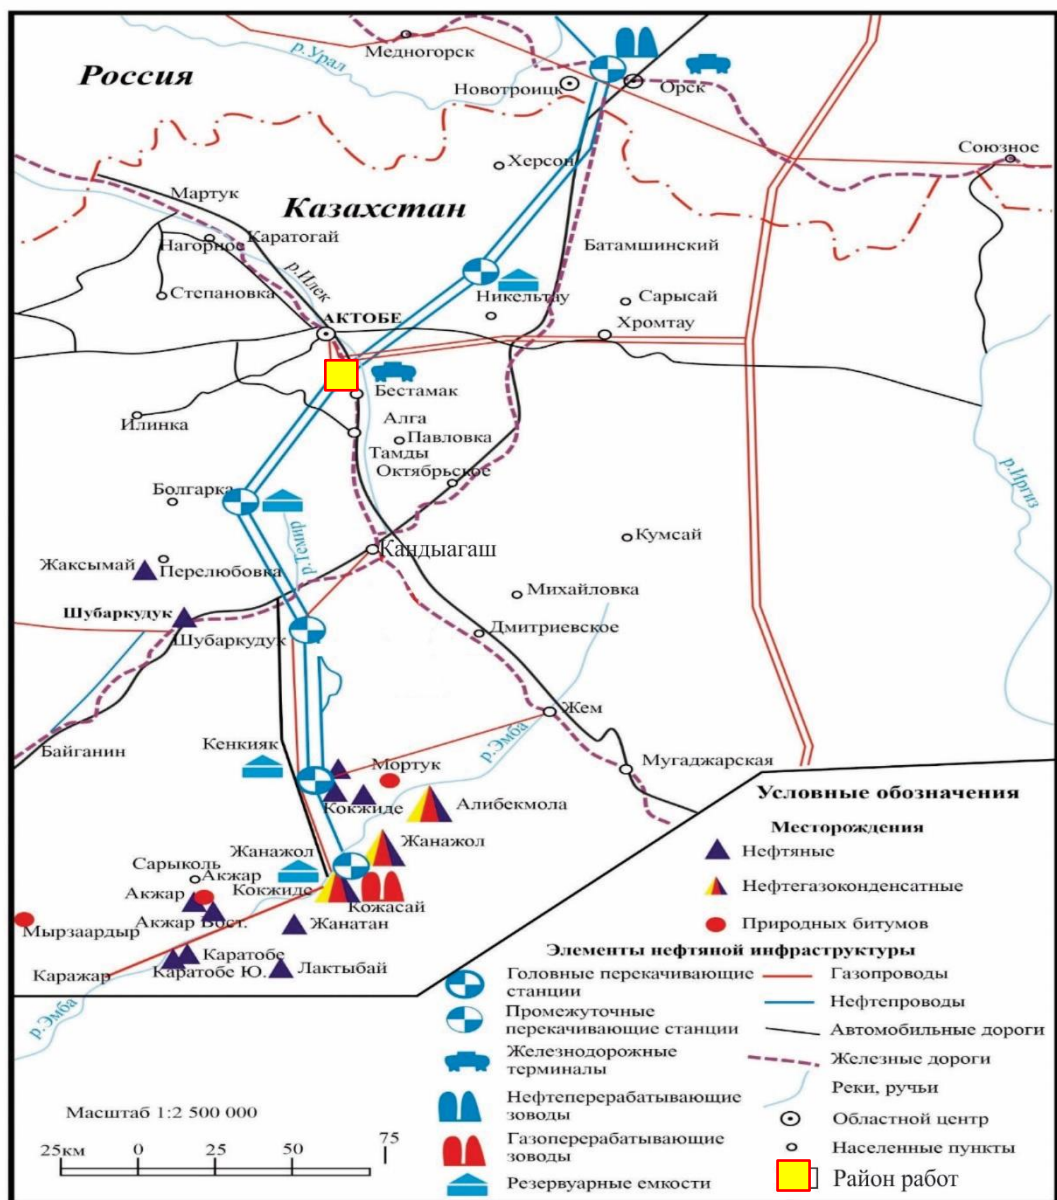 Медногорск
р.Урал
Россия
Новотроицк
Орск
Союзное
Херсон
Мартук
Казахстан
Каратогай
Нагорное
Батамшинский
р.Илек
Степановка
Никельтау
Сарысай
АКТОБЕ
Хромтау
Бестамак
Илинка
Алга
Павловка
Тамды
Октябрьское
р.Иргиз
Болгарка
р.Темир
Кумсай
Кандыагаш
Жаксымай
Перелюбовка
Михайловка
Шубаркудук
Шубаркудук
Дмитриевское
Жем
Байганин
Кенкияк
р.Эмба
Мортук
Мугаджарская
Кокжиде
Алибекмола
Жанажол
Жанажол
Сарыколь
Акжар
Акжар
Кокжиде
Кожасай
Акжар Вост.
Жанатан
Мырзаардыр
Каратобе
Каратобе Ю.
Лактыбай
Каражар
р.Эмба
Условные обозначения
Месторождения
Нефтяные
Нефтегазоконденсатные
Природных битумов
Элементы нефтяной инфраструктуры
Головные перекачивающие
станции
Промежуточные
перекачивающие станции
Железнодорожные
терминалы
Нефтеперерабатывающие
зоводы
Газоперерабатывающие
зоводы
Резервуарные емкости
Газопроводы
Нефтепроводы
Автомобильные дороги
Железные дороги
Реки, ручьи
Областной центр
Населенные пункты
Район работ
Масштаб 1:2 500 000
25км 0 25 50 75